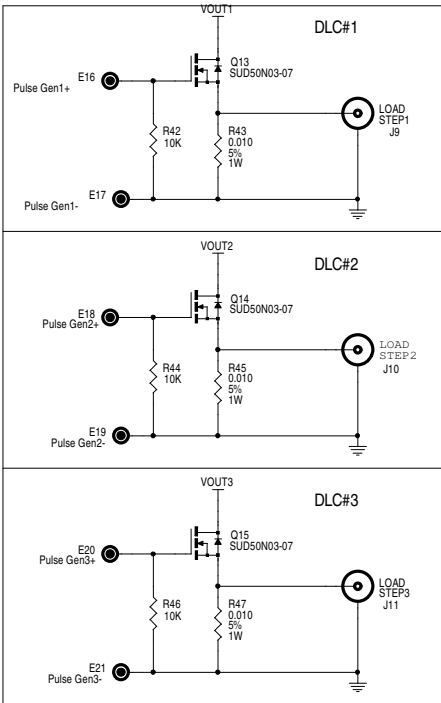 VOUT1
DLC#1
E16
Pulse Gen1+
Q13
SUD50N03-07
R42
10K
R43
0.010
5%
1W
LOAD
STEP1
J9
E17
Pulse Gen1-
VOUT2
DLC#2
E18
Pulse Gen2+
Q14
SUD50N03-07
R44
10K
R45
0.010
5%
1W
LOAD
STEP2
J10
E19
Pulse Gen2-
VOUT3
DLC#3
E20
Pulse Gen3+
Q15
SUD50N03-07
R46
10K
R47
0.010
5%
1W
LOAD
STEP3
J11
E21
Pulse Gen3-